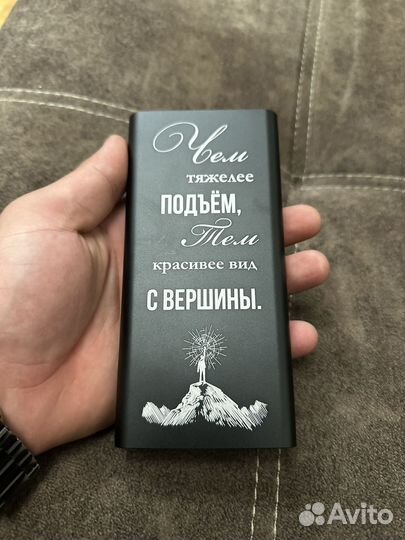 Чем
тяжелее
ПОДЪЁМ,
Тем
красивее вид
С ВЕРШИНЫ.
Avito